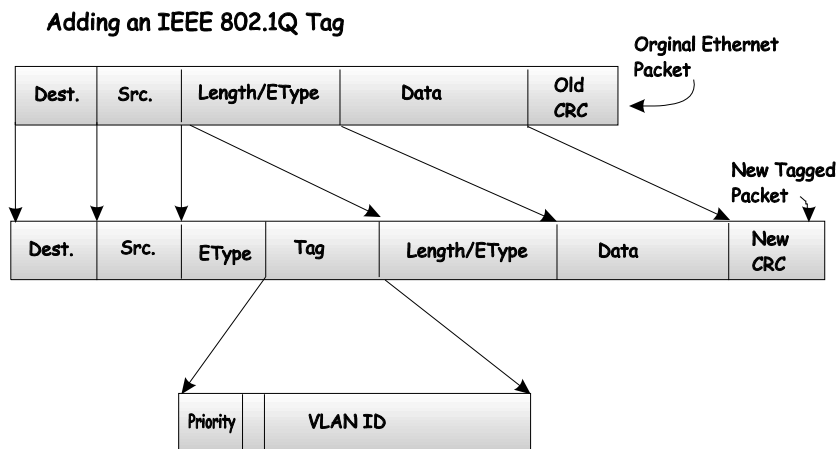 Adding an IEEE 802.1Q Tag
Orginal Ethernet
Packet
Dest.
Src.
Length/EType
Data
Old
CRC
New Tagged
Packet
Dest.
Src.
EType
Tag
Length/EType
Data
New
CRC
Priority
VLAN ID